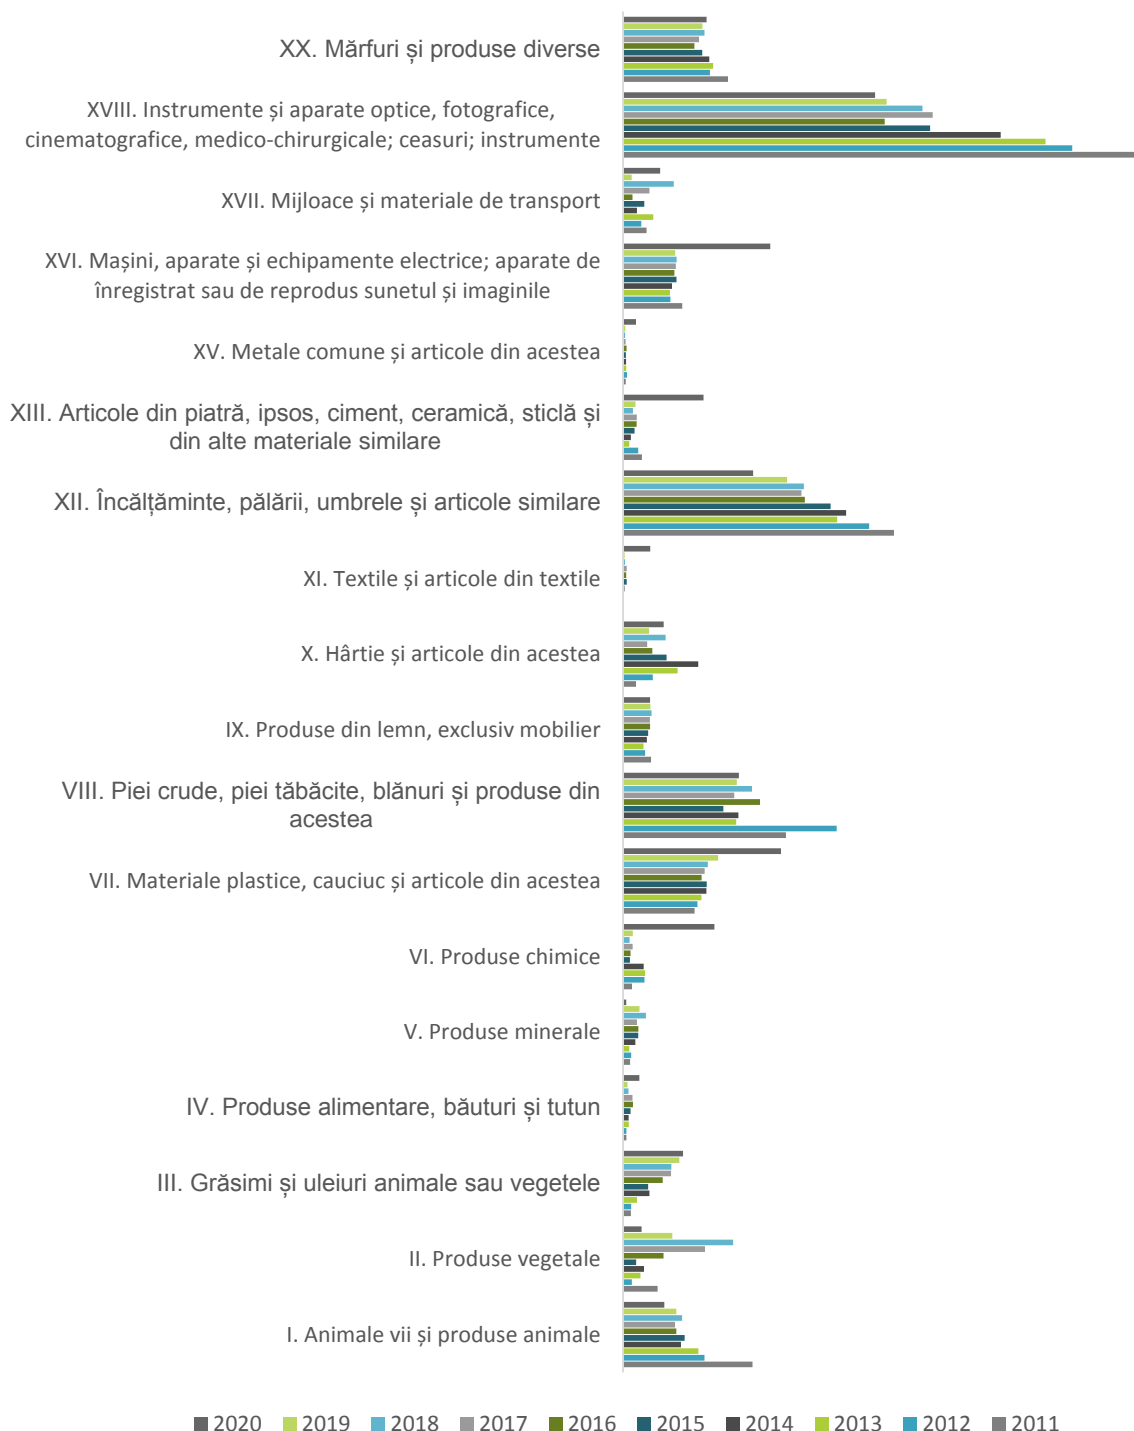 XX. Mărfuri și produse diverse
XVIII. Instrumente și aparate optice, fotografice,
cinematografice, medico-chirurgicale; ceasuri; instrumente
XVII. Mijloace și materiale de transport
XVI. Mașini, aparate și echipamente electrice; aparate de
înregistrat sau de reprodus sunetul și imaginile
XV. Metale comune și articole din acestea
XIII. Articole din piatră, ipsos, ciment, ceramică, sticlă și
din alte materiale similare
XII. Încălțăminte, pălării, umbrele și articole similare
XI. Textile și articole din textile
X. Hârtie și articole din acestea
IX. Produse din lemn, exclusiv mobilier
VIII. Piei crude, piei tăbăcite, blănuri și produse din
acestea
VII. Materiale plastice, cauciuc și articole din acestea
VI. Produse chimice
V. Produse minerale
IV. Produse alimentare, băuturi și tutun
III. Grăsimi și uleiuri animale sau vegetele
II. Produse vegetale
I. Animale vii și produse animale
2020 2019 2018 2017 2016 2015 2014 2013 2012 2011